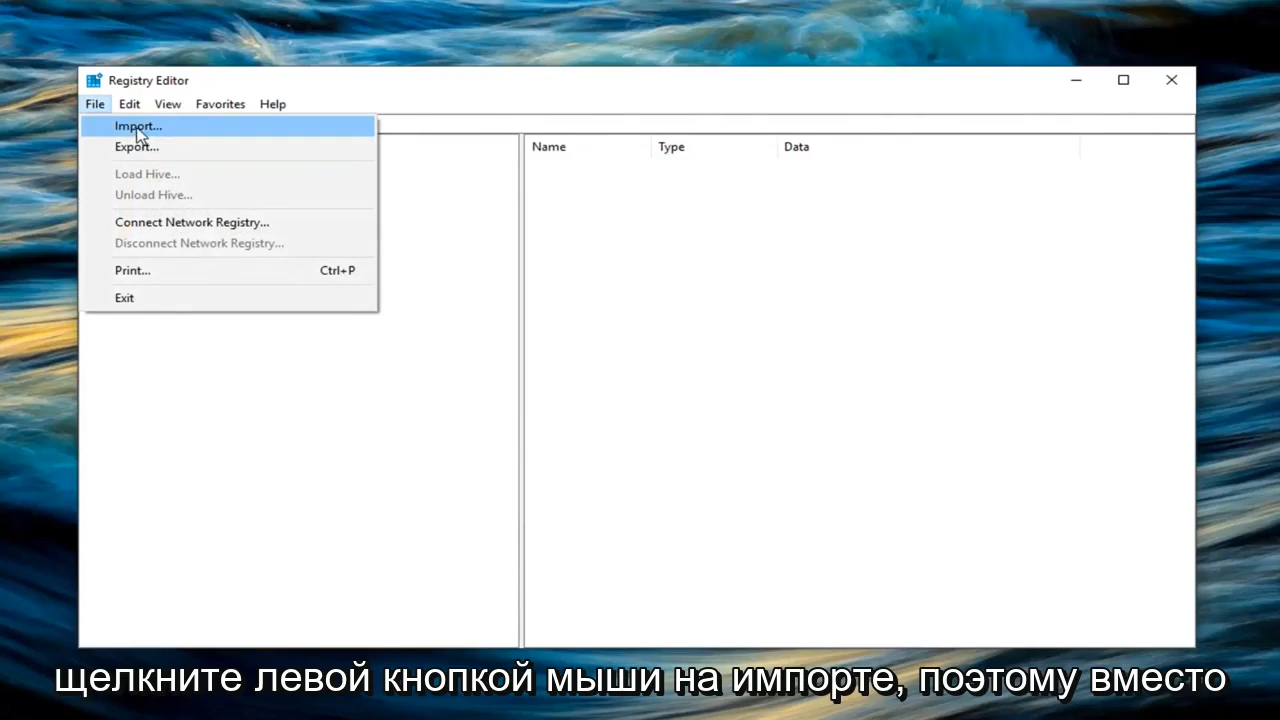 Registry Editor
File Edit View Favorites Help
Import...
Export...
Load Hive...
Unload Hive...
Connect Network Registry...
Disconnect Network Registry...
Print... Ctrl+P
Exit
Name Type Data
щелкните левой кнопкой мыши на импорте, поэтому вместо